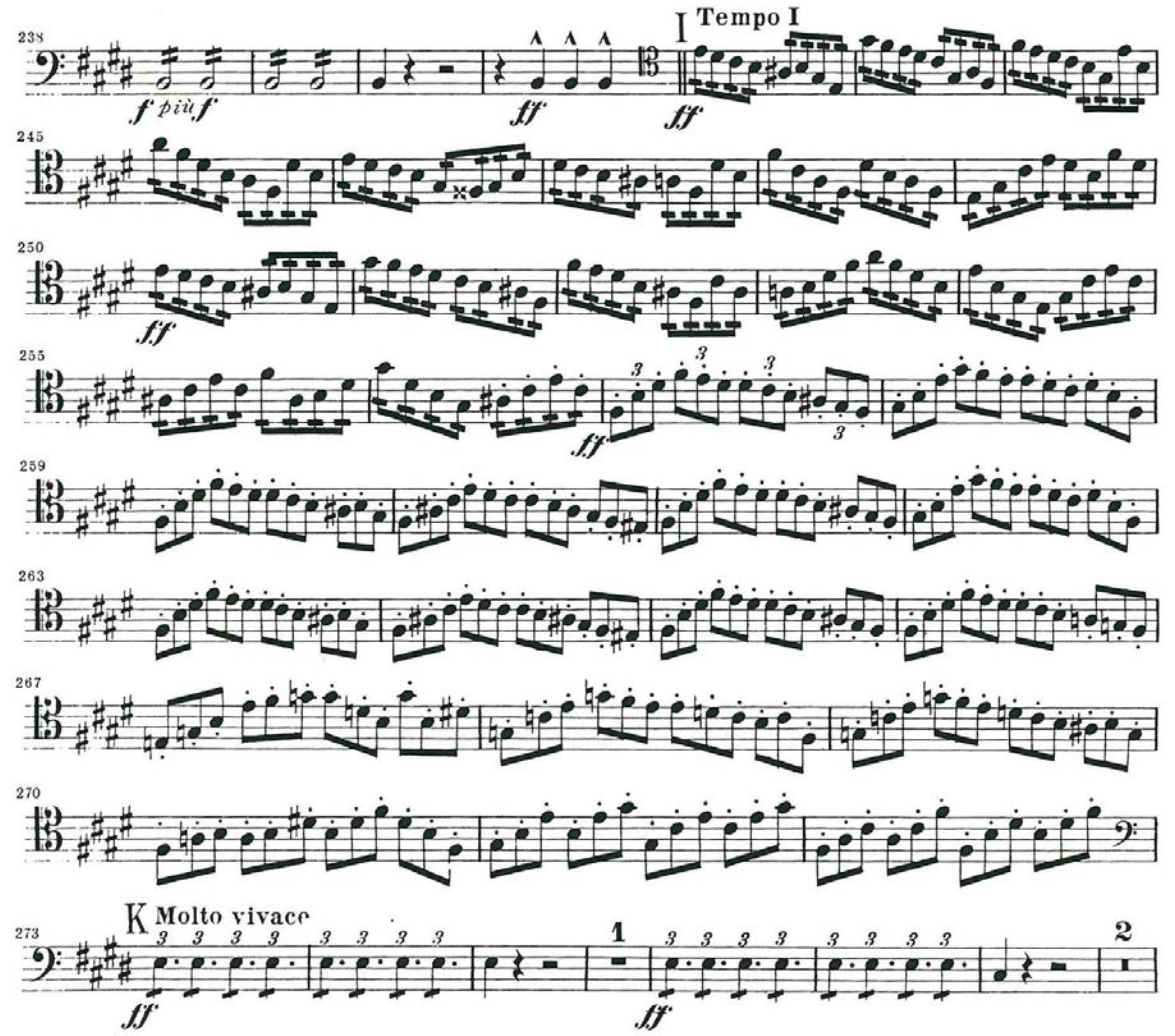 I Tempo I
238
f più f ff ff
245
250
ff
255 3 3 3
3
ff
259
263
267
270
K Molto vivace
273 3 3 3 3 3 3 3 3 1 3 3 3 3 3 3 3 3 2
ff ff